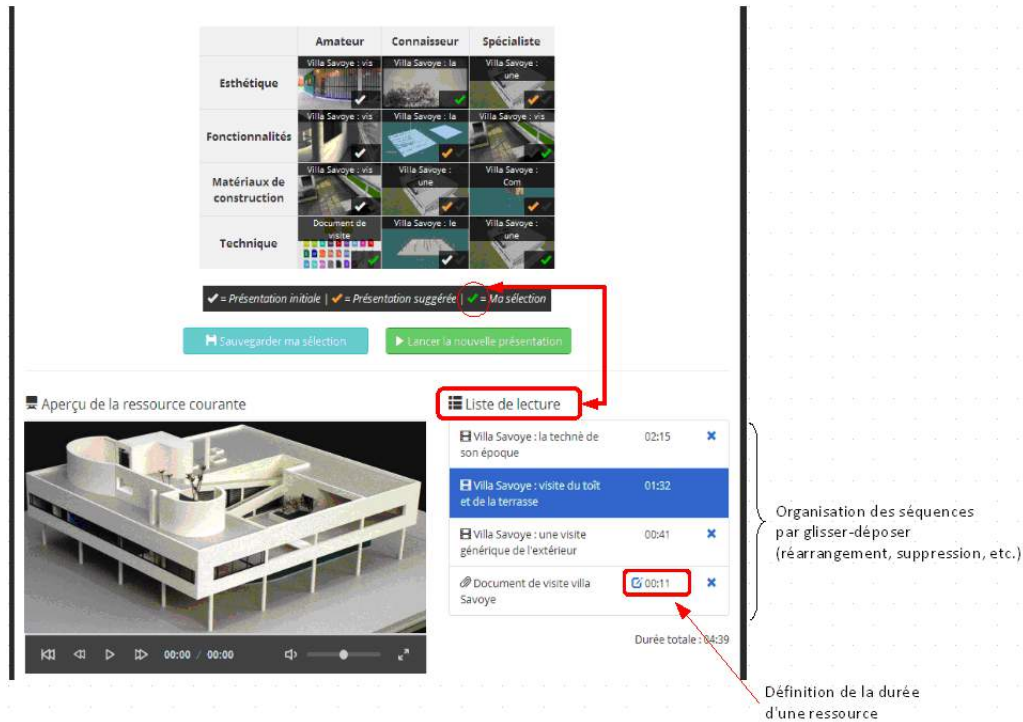 Amateur Connaisseur Spécialiste
Esthétique
Villa Savoye : vis
Villa Savoye : la
Villa Savoye :
une
Fonctionnalités
Villa Savoye : vis
Villa Savoye : la
Villa Savoye : vis
Matériaux de
construction
Villa Savoye : vis
Villa Savoye :
une
Villa Savoye :
Com
Technique
Document de
visite
Villa Savoye : le
Villa Savoye :
une
✔ = Présentation initiale | ✔ = Présentation suggérée | ✔ = Ma sélection
Sauvegarder ma sélection
Lancer la nouvelle présentation
Aperçu de la ressource courante
Liste de lecture
Villa Savoye : la technè de
son époque
02:15
Villa Savoye : visite du toît
et de la terrasse
01:32
Villa Savoye : une visite
générique de l'extérieur
00:41
Document de visite villa
Savoye
00:11
Durée totale : 04:39
00:00 / 00:00
Organisation des séquences
par glisser-déposer
(réarrangement, suppression, etc.)
Définition de la durée
d'une ressource